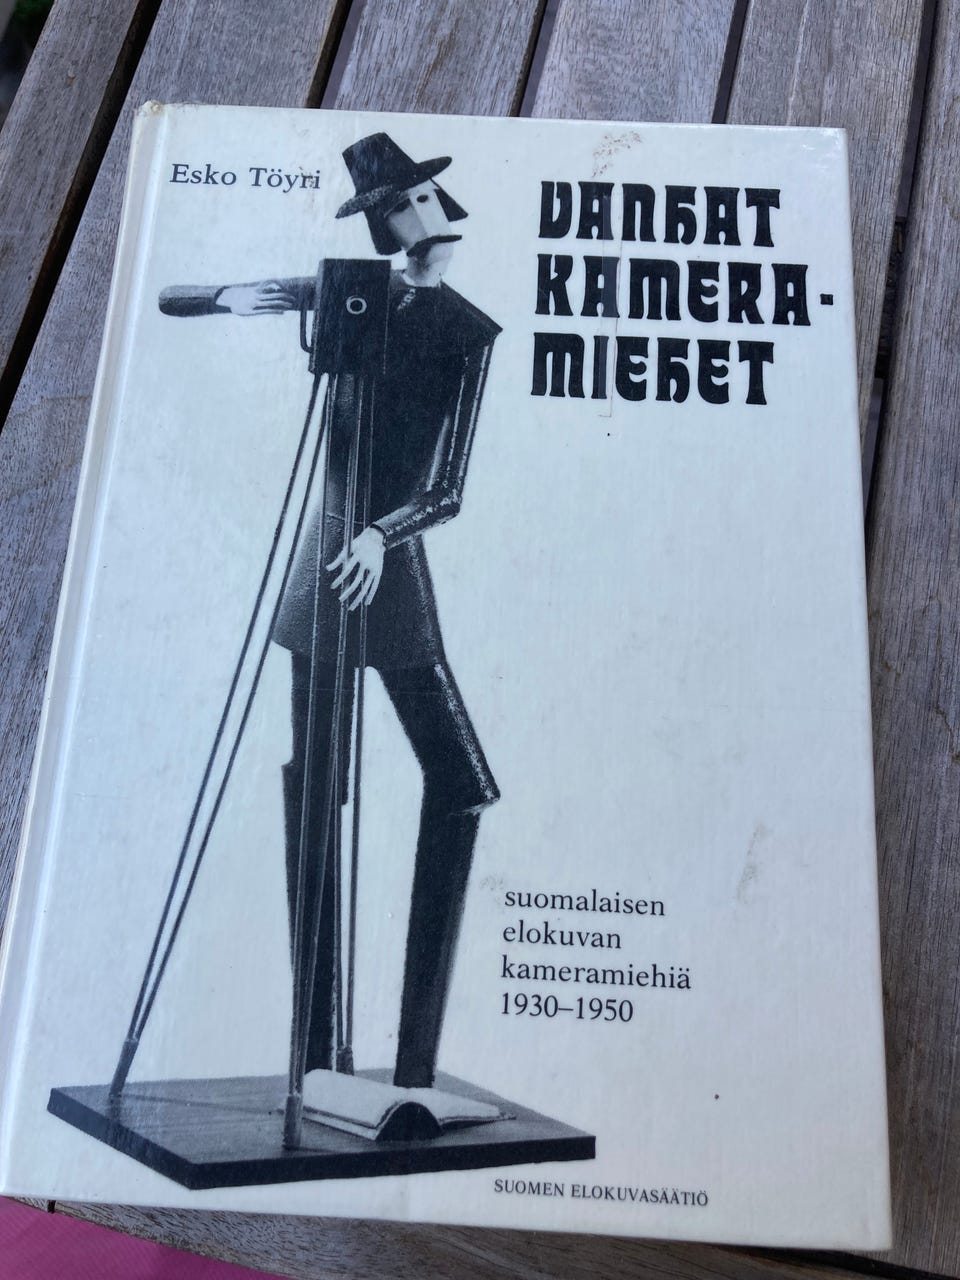 Esko Töyri
VANHAT
KAMERA-
MIEHET
suomalaisen
elokuvan
kameramiehiä
1930–1950
SUOMEN ELOKUVASÄÄTIÖ